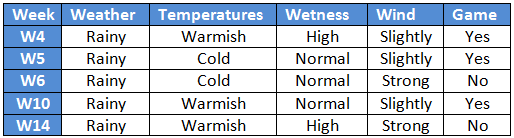 Week Weather Temperatures Wetness Wind Game
W4 Rainy Warmish High Slightly Yes
W5 Rainy Cold Normal Slightly Yes
W6 Rainy Cold Normal Strong No
W10 Rainy Warmish Normal Slightly Yes
W14 Rainy Warmish High Strong No